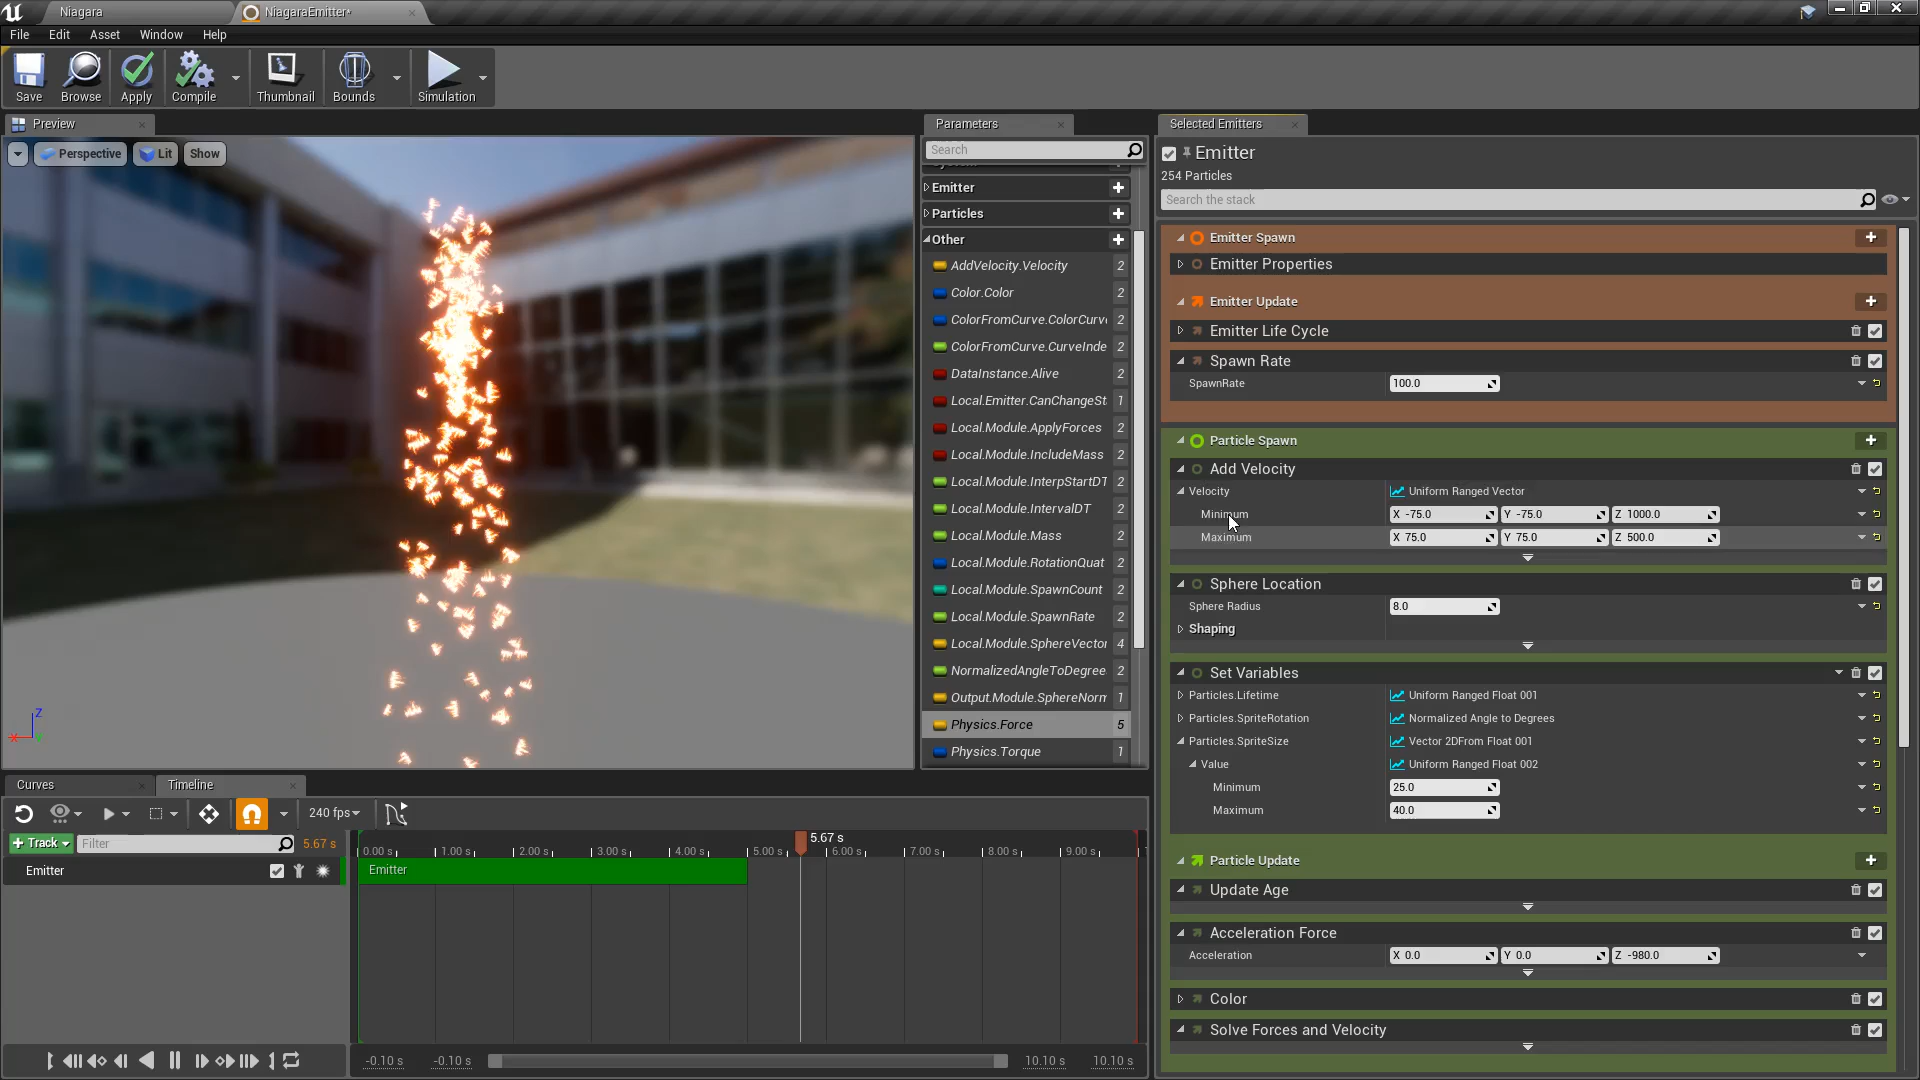 Niagara
NiagaraEmitter*
File Edit Asset Window Help
Save Browse Apply Compile Thumbnail Bounds Simulation
Preview
Perspective Lit Show
Z
X
Parameters
Search
Emitter
Particles
Other
AddVelocity.Velocity 2
Color.Color 2
ColorFromCurve.ColorCurv 2
ColorFromCurve.CurveInde 2
DataInstance.Alive 2
Local.Emitter.CanChangeSt 1
Local.Module.ApplyForces 2
Local.Module.IncludeMass 2
Local.Module.InterpStartDT 2
Local.Module.IntervalDT 2
Local.Module.Mass 2
Local.Module.RotationQuat 2
Local.Module.SpawnCount 2
Local.Module.SpawnRate 2
Local.Module.SphereVector 4
NormalizedAngleToDegree 2
Output.Module.SphereNorm 1
Physics.Force 5
Physics.Torque 1
Selected Emitters
Emitter
254 Particles
Search the stack
Emitter Spawn
Emitter Properties
Emitter Update
Emitter Life Cycle
Spawn Rate
SpawnRate 100.0
Particle Spawn
Add Velocity
Velocity Uniform Ranged Vector
Minimum X -75.0 Y -75.0 Z 1000.0
Maximum X 75.0 Y 75.0 Z 500.0
Sphere Location
Sphere Radius 8.0
Shaping
Set Variables
Particles.Lifetime Uniform Ranged Float 001
Particles.SpriteRotation Normalized Angle to Degrees
Particles.SpriteSize Vector 2DFrom Float 001
Value Uniform Ranged Float 002
Minimum 25.0
Maximum 40.0
Particle Update
Update Age
Acceleration Force
Acceleration X 0.0 Y 0.0 Z -980.0
Color
Solve Forces and Velocity
Curves
Timeline
240 fps
Track Filter 5.67 s
5.67 s
0.00 s 1.00 s 2.00 s 3.00 s 4.00 s 5.00 s 6.00 s 7.00 s 8.00 s 9.00 s
Emitter
Emitter
-0.10 s -0.10 s 10.10 s 10.10 s